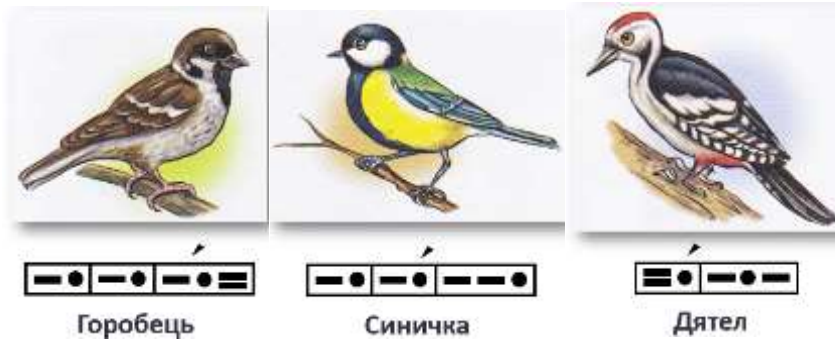 Горобець
Синичка
Дятел